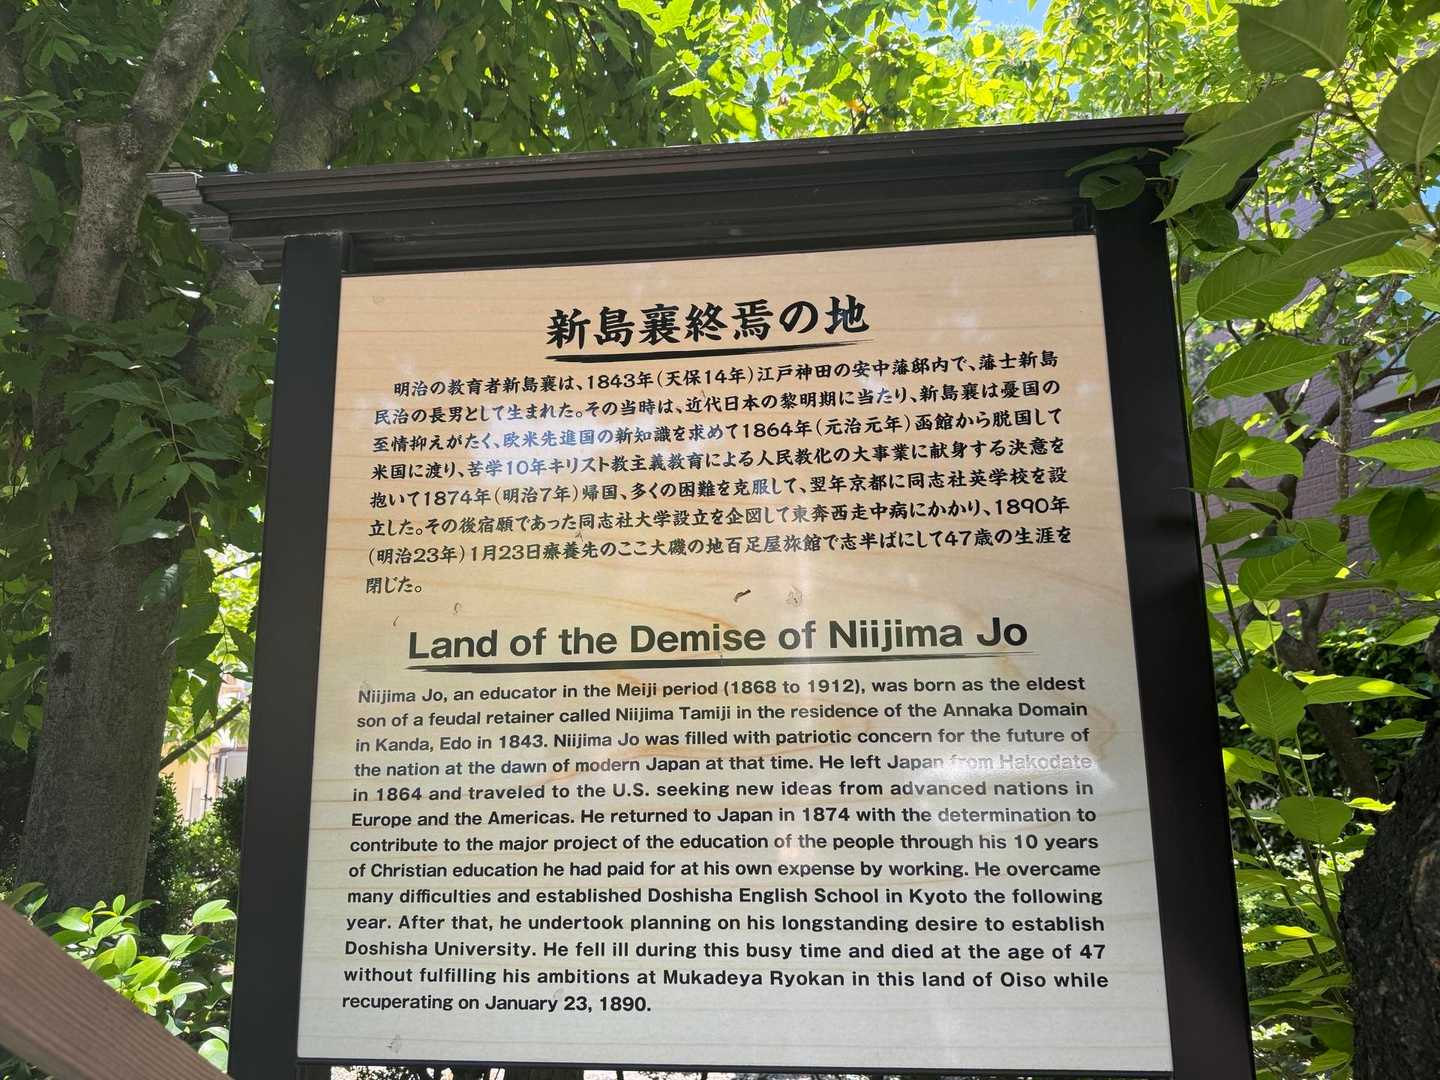 新島襄終焉の地
明治の教育者新島襄は、1843年(天保14年)江戸神田の安中藩邸内で、藩士新島
民治の長男として生まれた。その当時は、近代日本の黎明期に当たり、新島襄は憂国の
至情抑えがたく、欧米先進国の新知識を求めて1864年(元治元年)函館から脱国して
米国に渡り、苦学10年キリスト教主義教育による人民教化の大事業に献身する決意を
抱いて1874年(明治7年)帰国、多くの困難を克服して、翌年京都に同志社英学校を設
立した。その後宿願であった同志社大学設立を企図して東奔西走中病にかかり、1890年
(明治23年)1月23日療養先のここ大磯の地百足屋旅館で志半ばにして47歳の生涯を
閉じた。
Land of the Demise of Niijima Jo
Niijima Jo, an educator in the Meiji period (1868 to 1912), was born as the eldest
son of a feudal retainer called Niijima Tamiji in the residence of the Annaka Domain
in Kanda, Edo in 1843. Niijima Jo was filled with patriotic concern for the future of
the nation at the dawn of modern Japan at that time. He left Japan from Hakodate
in 1864 and traveled to the U.S. seeking new ideas from advanced nations in
Europe and the Americas. He returned to Japan in 1874 with the determination to
contribute to the major project of the education of the people through his 10 years
of Christian education he had paid for at his own expense by working. He overcame
many difficulties and established Doshisha English School in Kyoto the following
year. After that, he undertook planning on his longstanding desire to establish
Doshisha University. He fell ill during this busy time and died at the age of 47
without fulfilling his ambitions at Mukadeya Ryokan in this land of Oiso while
recuperating on January 23, 1890.